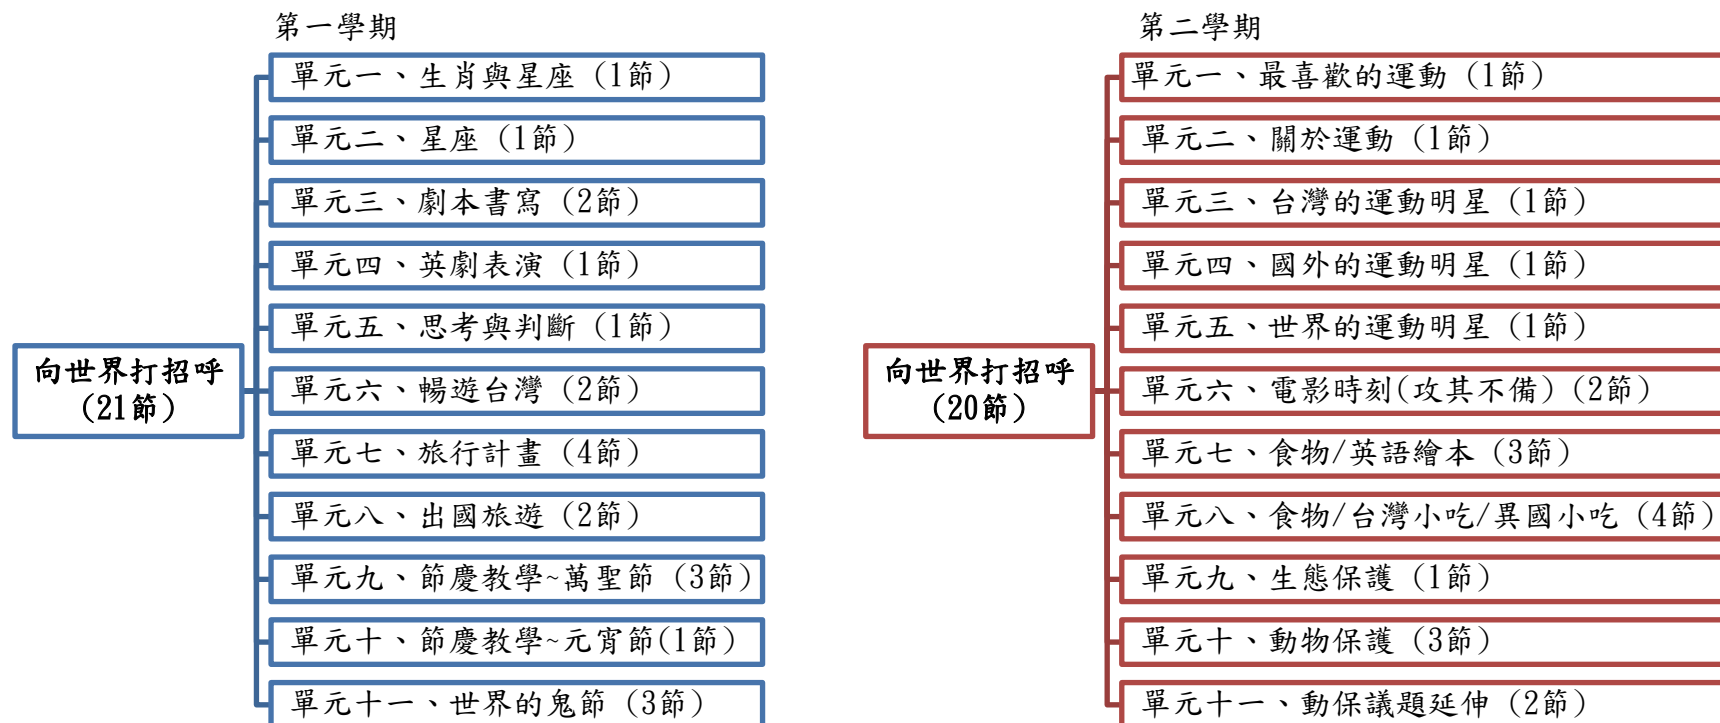 第一學期
向世界打招呼
(21節)
單元一、生肖與星座 (1節)
單元二、星座 (1節)
單元三、劇本書寫 (2節)
單元四、英劇表演 (1節)
單元五、思考與判斷 (1節)
單元六、暢遊台灣 (2節)
單元七、旅行計畫 (4節)
單元八、出國旅遊 (2節)
單元九、節慶教學~萬聖節 (3節)
單元十、節慶教學~元宵節(1節)
單元十一、世界的鬼節 (3節)
第二學期
向世界打招呼
(20節)
單元一、最喜歡的運動 (1節)
單元二、關於運動 (1節)
單元三、台灣的運動明星 (1節)
單元四、國外的運動明星 (1節)
單元五、世界的運動明星 (1節)
單元六、電影時刻(攻其不備) (2節)
單元七、食物/英語繪本 (3節)
單元八、食物/台灣小吃/異國小吃 (4節)
單元九、生態保護 (1節)
單元十、動物保護 (3節)
單元十一、動保議題延伸 (2節)